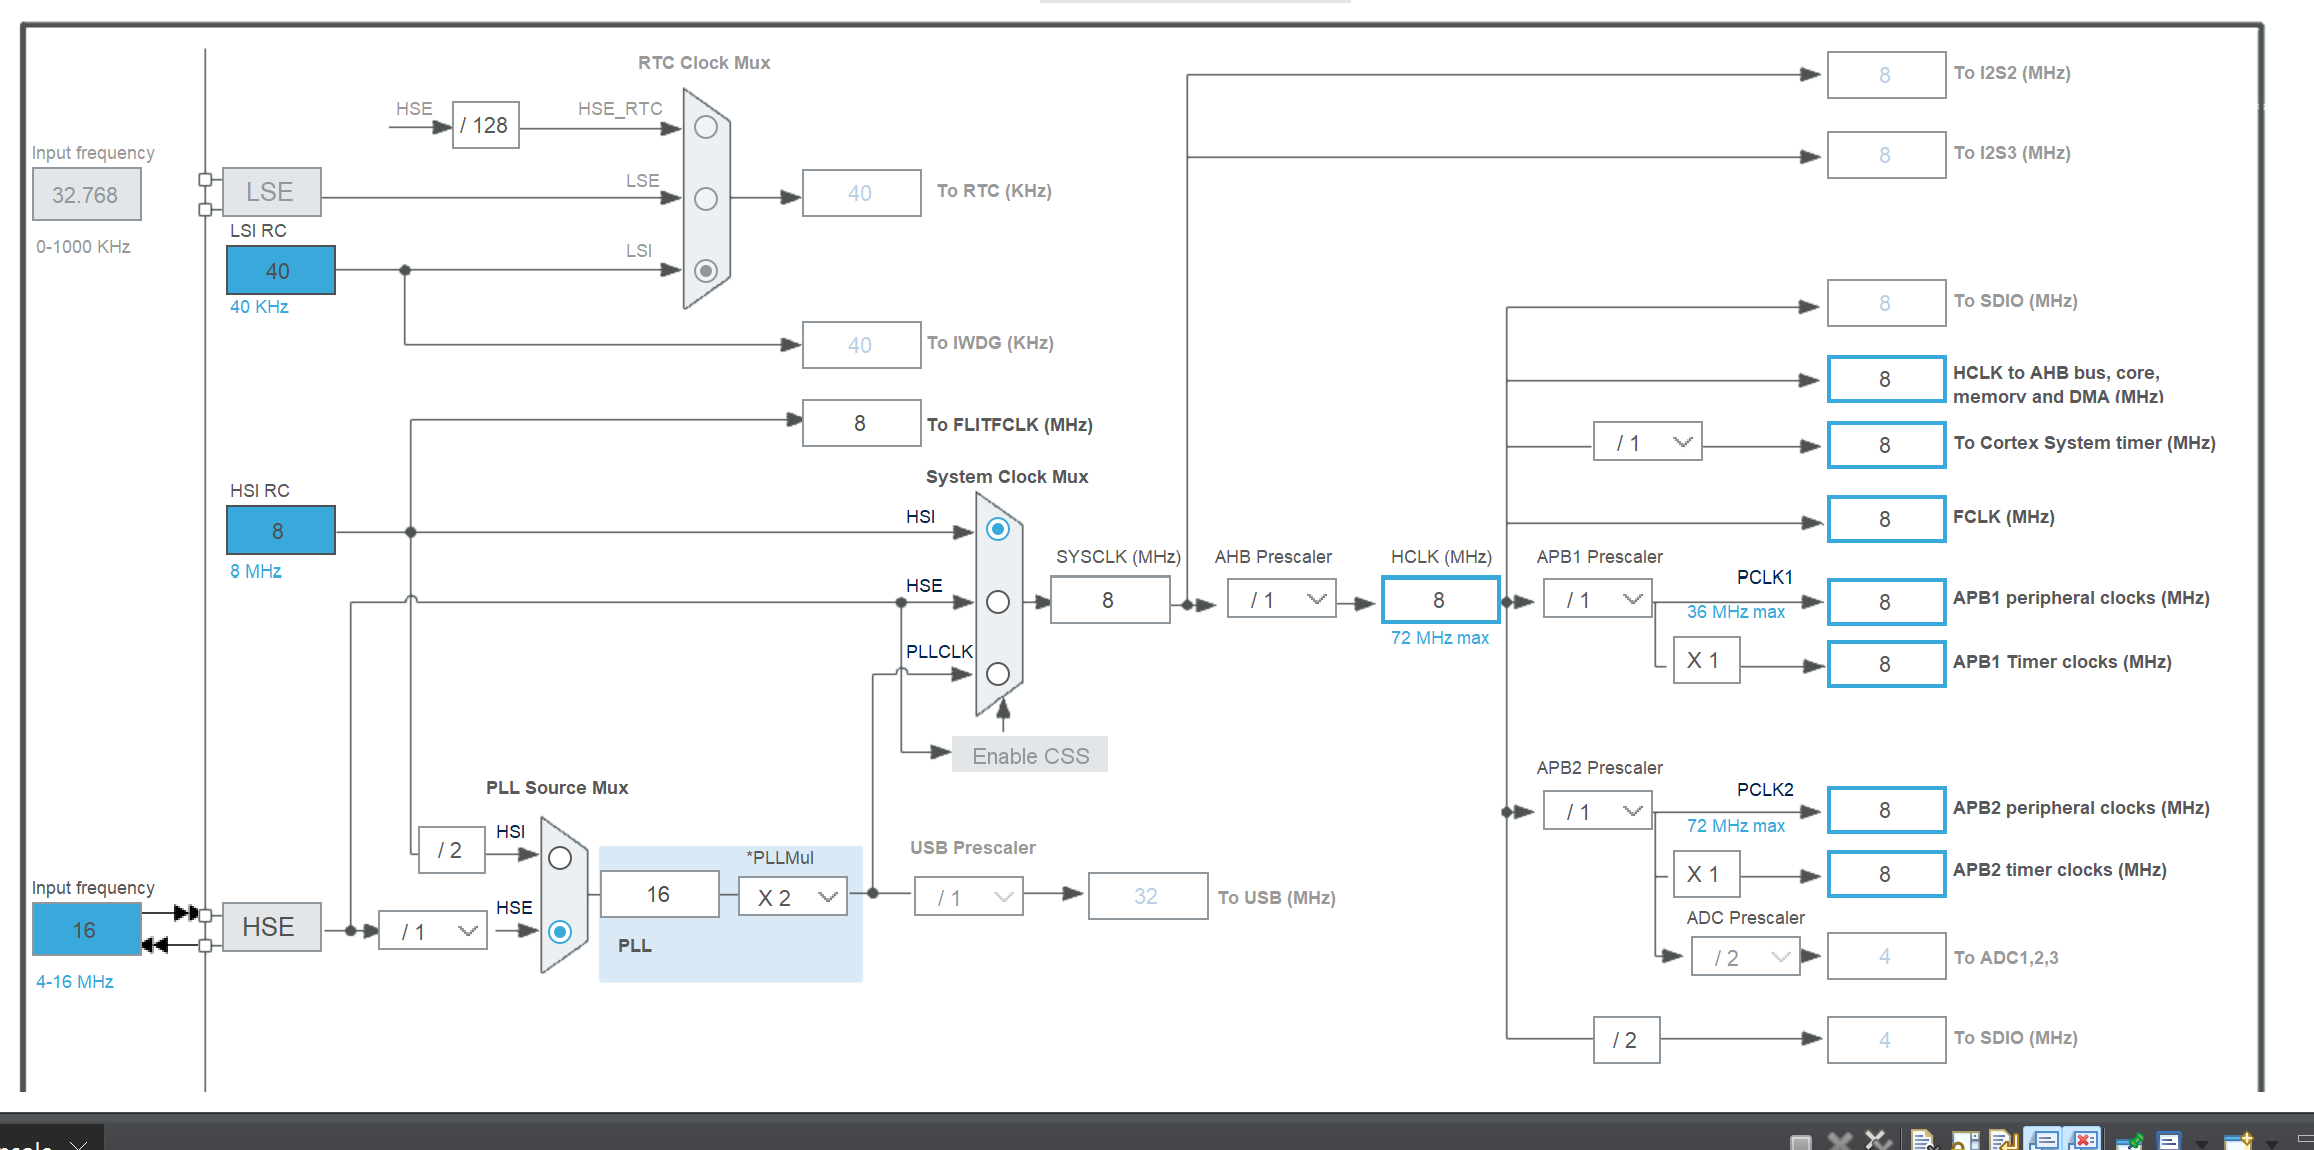 RTC Clock Mux
HSE
/ 128
HSE_RTC
8
To I2S2 (MHz)
Input frequency
32.768
0-1000 KHz
LSE
LSE
40
To RTC (KHz)
8
To I2S3 (MHz)
LSI RC
40
40 KHz
LSI
40
To IWDG (KHz)
8
To SDIO (MHz)
8
HCLK to AHB bus, core,
memory and DMA (MHz)
8
To FLITFCLK (MHz)
/ 1
8
To Cortex System timer (MHz)
System Clock Mux
HSI RC
8
8 MHz
HSI
8
FCLK (MHz)
HSE
SYSCLK (MHz)
8
AHB Prescaler
/ 1
HCLK (MHz)
8
72 MHz max
APB1 Prescaler
/ 1
PCLK1
36 MHz max
8
APB1 peripheral clocks (MHz)
PLLCLK
X 1
8
APB1 Timer clocks (MHz)
Enable CSS
PLL Source Mux
APB2 Prescaler
/ 1
PCLK2
72 MHz max
8
APB2 peripheral clocks (MHz)
/ 2
HSI
*PLLMul
USB Prescaler
X 1
8
APB2 timer clocks (MHz)
Input frequency
16
4-16 MHz
HSE
/ 1
HSE
16
X 2
PLL
/ 1
32
To USB (MHz)
ADC Prescaler
/ 2
4
To ADC1,2,3
/ 2
4
To SDIO (MHz)